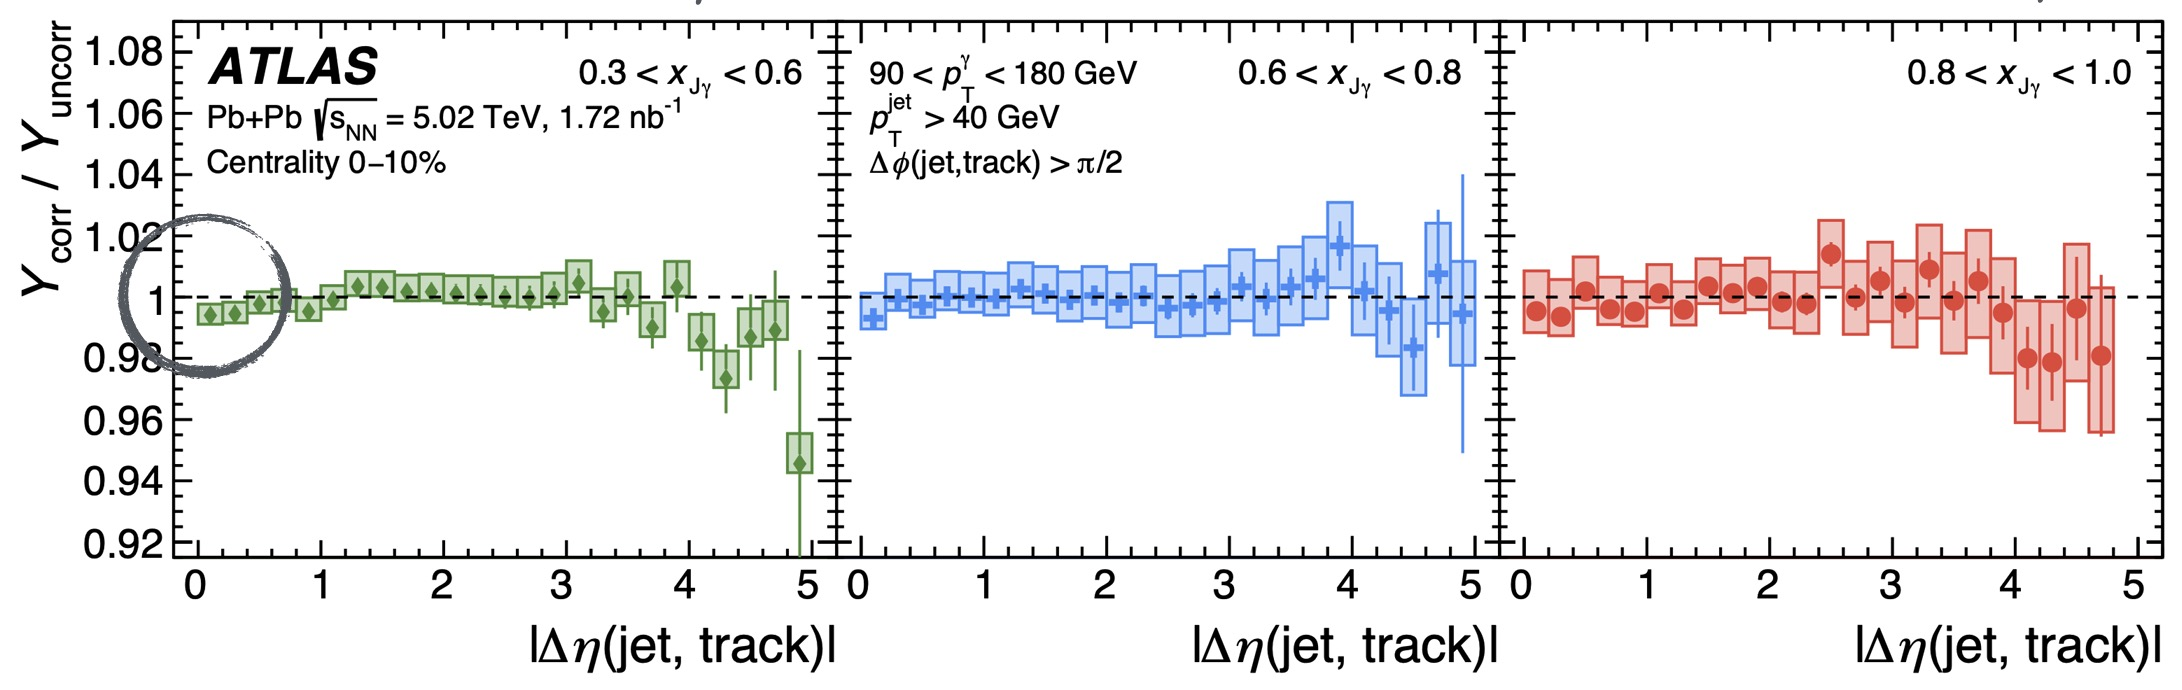 Y_corr / Y_uncorr
1.08
1.06
1.04
1.02
1
0.98
0.96
0.94
0.92
ATLAS
0.3 < x_Jγ < 0.6
Pb+Pb √s_NN = 5.02 TeV, 1.72 nb⁻¹
Centrality 0–10%
90 < p_T^γ < 180 GeV
0.6 < x_Jγ < 0.8
p_T^jet > 40 GeV
Δϕ(jet,track) > π/2
0.8 < x_Jγ < 1.0
0 1 2 3 4 5
0 1 2 3 4 5
0 1 2 3 4 5
|Δη(jet, track)|
|Δη(jet, track)|
|Δη(jet, track)|